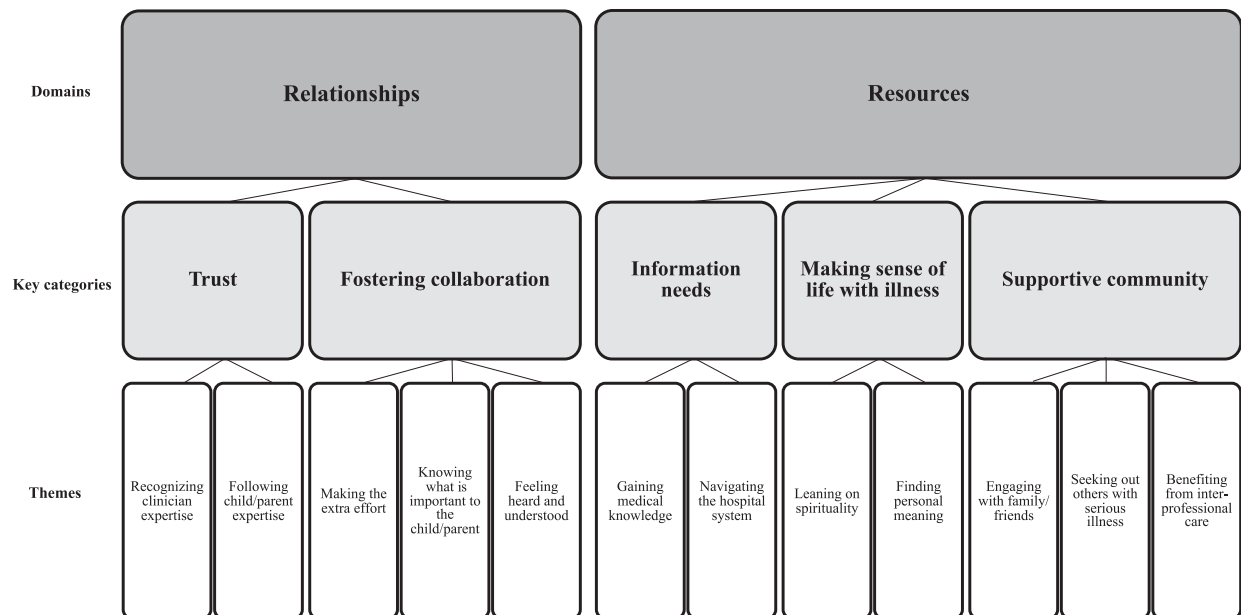 Domains
Relationships
Resources
Key categories
Trust
Fostering collaboration
Information
needs
Making sense of
life with illness
Supportive community
Themes
Recognizing
clinician
expertise
Following
child/parent
expertise
Making the
extra effort
Knowing
what is
important to
the
child/parent
Feeling
heard and
understood
Gaining
medical
knowledge
Navigating
the hospital
system
Leaning on
spirituality
Finding
personal
meaning
Engaging
with family/
friends
Seeking out
others with
serious
illness
Benefiting
from inter-
professional
care